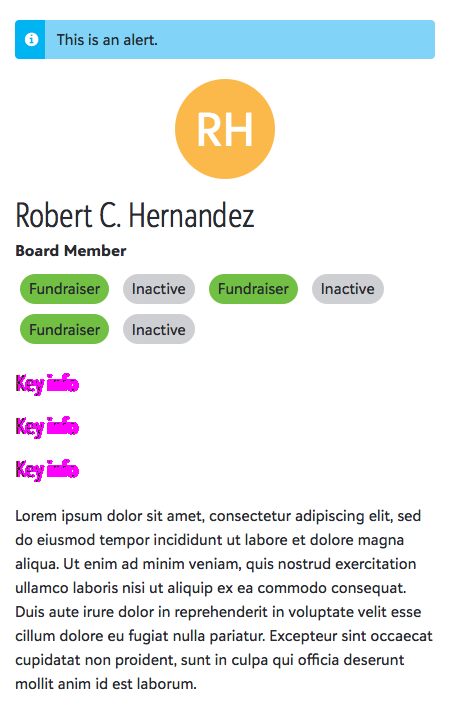 This is an alert.
RH
Robert C. Hernandez
Board Member
Fundraiser Inactive Fundraiser Inactive
Fundraiser Inactive
Key info
Key info
Key info
Lorem ipsum dolor sit amet, consectetur adipiscing elit, sed
do eiusmod tempor incididunt ut labore et dolore magna
aliqua. Ut enim ad minim veniam, quis nostrud exercitation
ullamco laboris nisi ut aliquip ex ea commodo consequat.
Duis aute irure dolor in reprehenderit in voluptate velit esse
cillum dolore eu fugiat nulla pariatur. Excepteur sint occaecat
cupidatat non proident, sunt in culpa qui officia deserunt
mollit anim id est laborum.